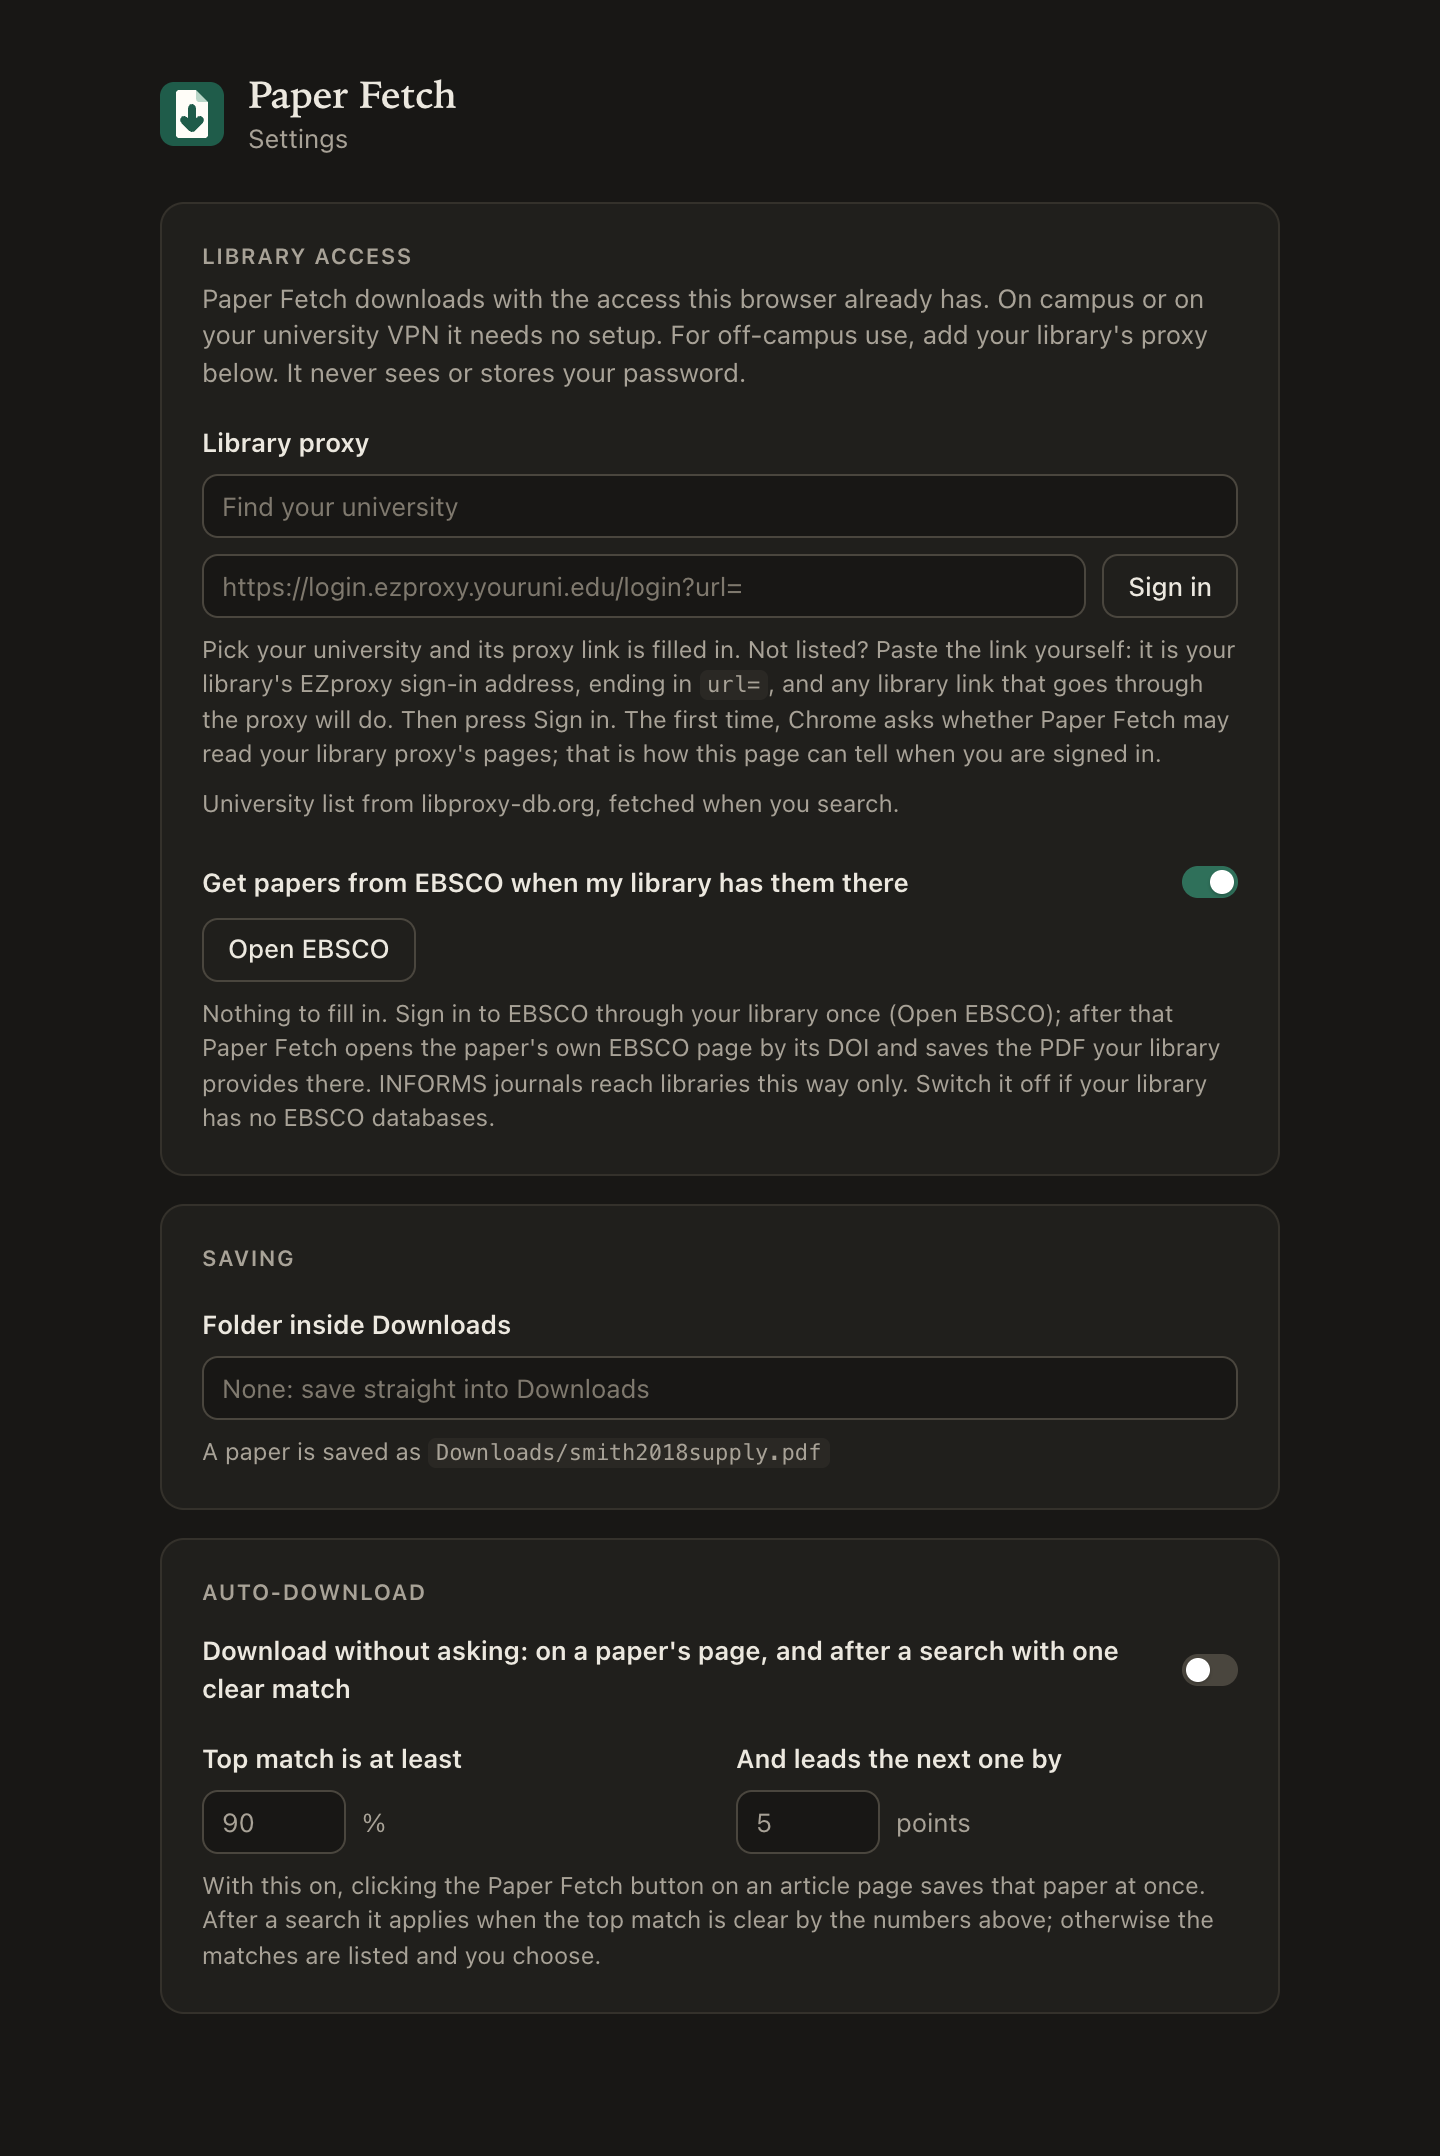 Paper Fetch
Settings
LIBRARY ACCESS
Paper Fetch downloads with the access this browser already has. On campus or on
your university VPN it needs no setup. For off-campus use, add your library's proxy
below. It never sees or stores your password.
Library proxy
Find your university
https://login.ezproxy.youruni.edu/login?url=
Sign in
Pick your university and its proxy link is filled in. Not listed? Paste the link yourself: it is your
library's EZproxy sign-in address, ending in url=, and any library link that goes through
the proxy will do. Then press Sign in. The first time, Chrome asks whether Paper Fetch may
read your library proxy's pages; that is how this page can tell when you are signed in.
University list from libproxy-db.org, fetched when you search.
Get papers from EBSCO when my library has them there
Open EBSCO
Nothing to fill in. Sign in to EBSCO through your library once (Open EBSCO); after that
Paper Fetch opens the paper's own EBSCO page by its DOI and saves the PDF your library
provides there. INFORMS journals reach libraries this way only. Switch it off if your library
has no EBSCO databases.
SAVING
Folder inside Downloads
None: save straight into Downloads
A paper is saved as Downloads/smith2018supply.pdf
AUTO-DOWNLOAD
Download without asking: on a paper's page, and after a search with one
clear match
Top match is at least
90 %
And leads the next one by
5 points
With this on, clicking the Paper Fetch button on an article page saves that paper at once.
After a search it applies when the top match is clear by the numbers above; otherwise the
matches are listed and you choose.